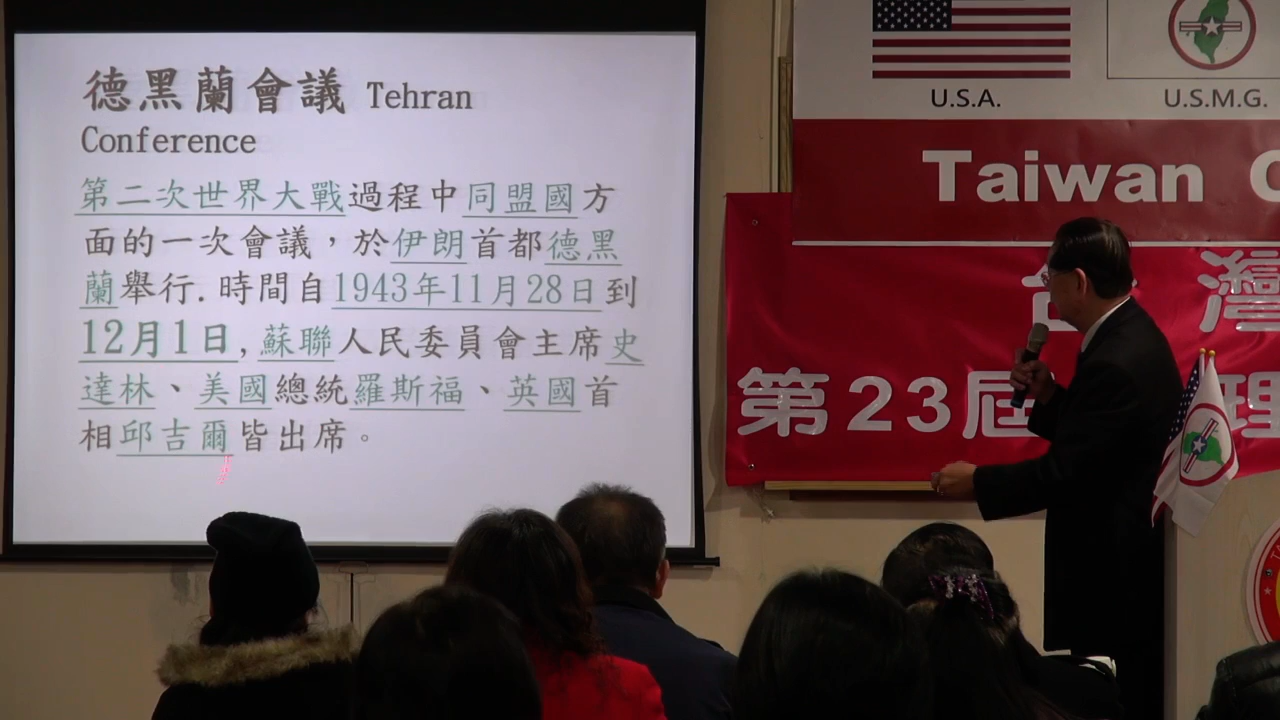 德黑蘭會議 Tehran
Conference
第二次世界大戰過程中同盟國方
面的一次會議，於伊朗首都德黑
蘭舉行.時間自1943年11月28日到
12月1日,蘇聯人民委員會主席史
達林、美國總統羅斯福、英國首
相邱吉爾皆出席。
U.S.A.
U.S.M.G.
Taiwan C
台灣
第23屆
理